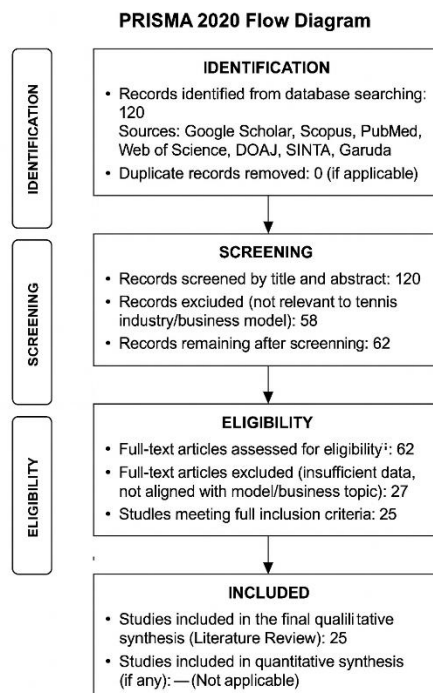 PRISMA 2020 Flow Diagram
IDENTIFICATION
IDENTIFICATION
• Records identified from database searching:
120
Sources: Google Scholar, Scopus, PubMed,
Web of Science, DOAJ, SINTA, Garuda
• Duplicate records removed: 0 (if applicable)
SCREENING
SCREENING
• Records screened by title and abstract: 120
• Records exciuded (not relevant to tennis
industry/business model): 58
• Records remaining after screenning: 62
ELIGIBILITY
ELIGIBILITY
• Full-text articles assessed for eligibility⁝: 62
• Full-text articles excluded (insufficient data,
not aligned with model/business topic): 27
• Studles meeting full inclusion criteria: 25
INCLUDED
• Studies included in the final qualilitative
synthesis (Literature Review): 25
• Studies included in quantitative synthesis
(if any): — (Not applicable)